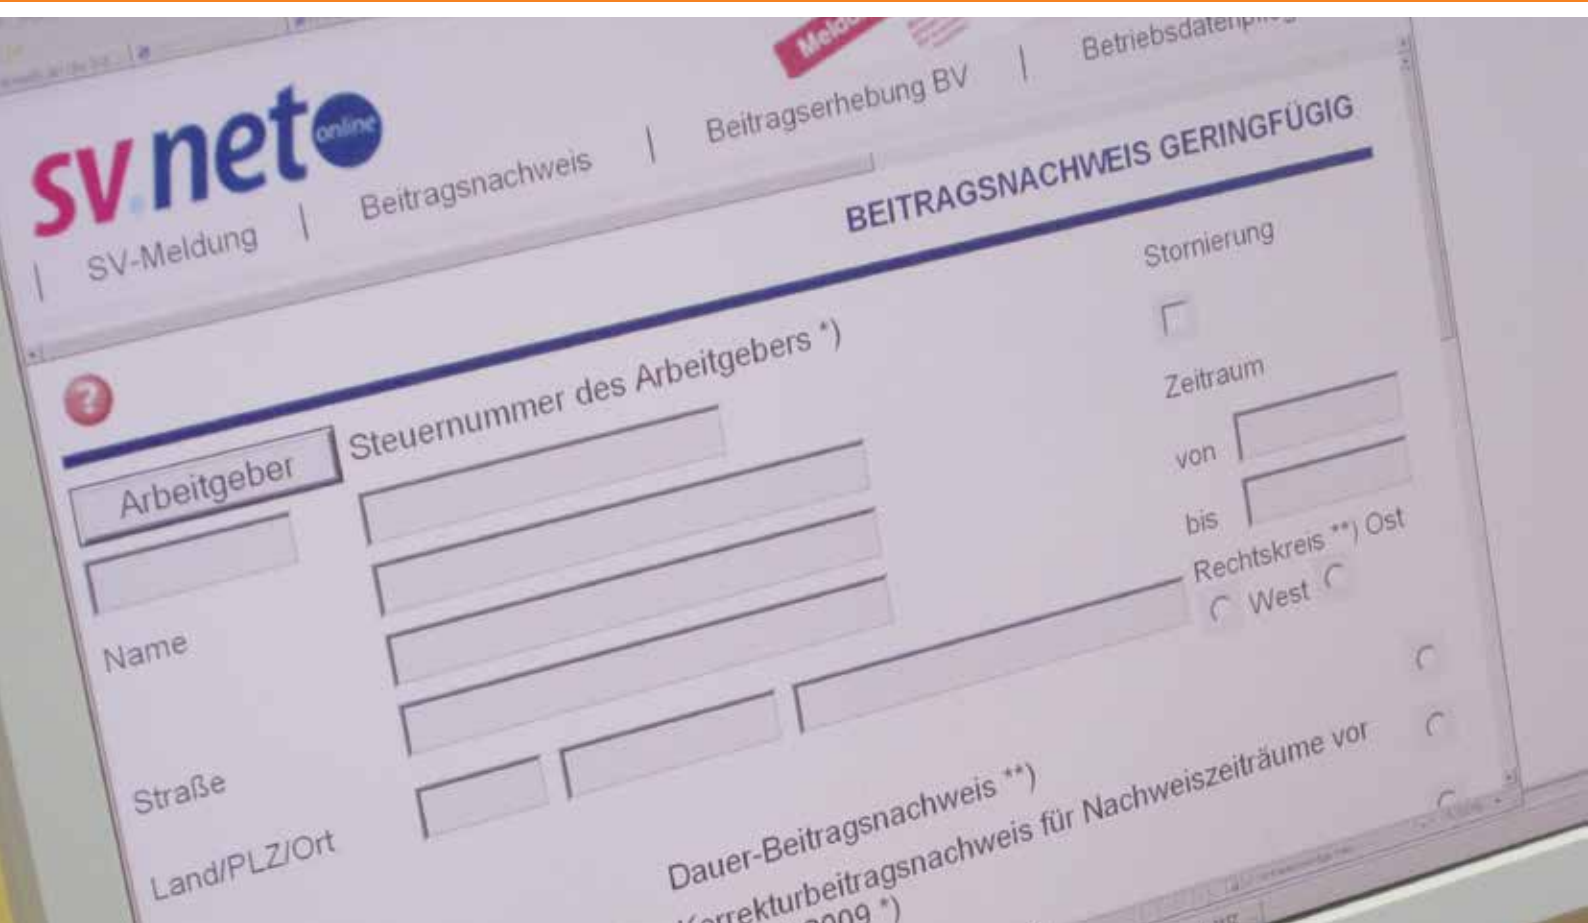 sv.net online
SV-Meldung | Beitragsnachweis | Beitragserhebung BV |
BEITRAGSNACHWEIS GERINGFÜGIG
?
Stornierung
Arbeitgeber
Steuernummer des Arbeitgebers *)
Zeitraum
von
bis
Name
Rechtskreis **) Ost
West
Straße
Land/PLZ/Ort
Dauer-Beitragsnachweis **)
Korrekturbeitragsnachweis für Nachweiszeiträume vor
2009 *)